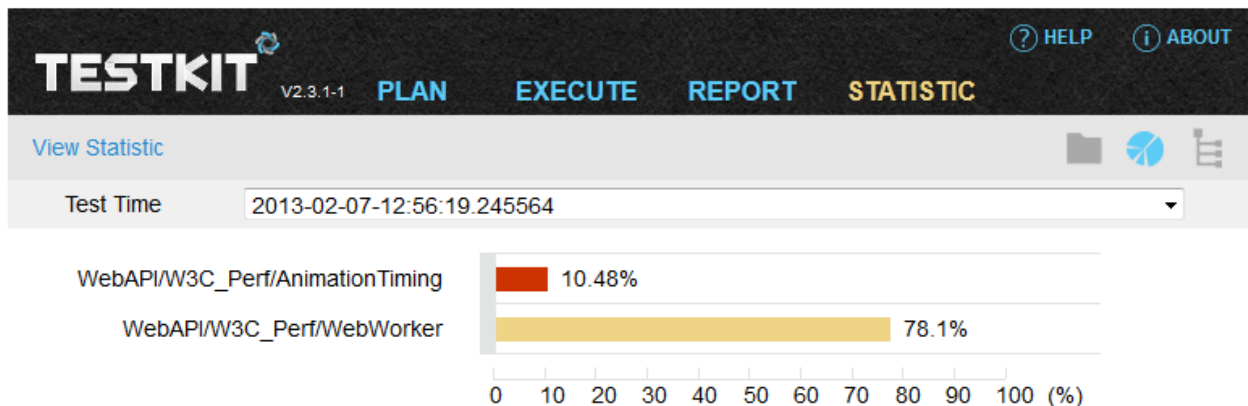 HELP
ABOUT
TESTKIT V2.3.1-1 PLAN EXECUTE REPORT STATISTIC
View Statistic
Test Time 2013-02-07-12:56:19.245564
WebAPI/W3C_Perf/AnimationTiming 10.48%
WebAPI/W3C_Perf/WebWorker 78.1%
0 10 20 30 40 50 60 70 80 90 100 (%)